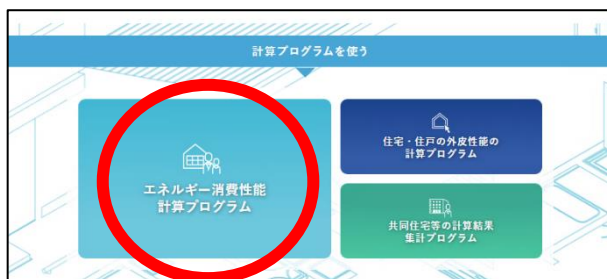 計算プログラムを使う
エネルギー消費性能
計算プログラム
住宅・住戸の外皮性能の
計算プログラム
共同住宅等の計算結果
集計プログラム